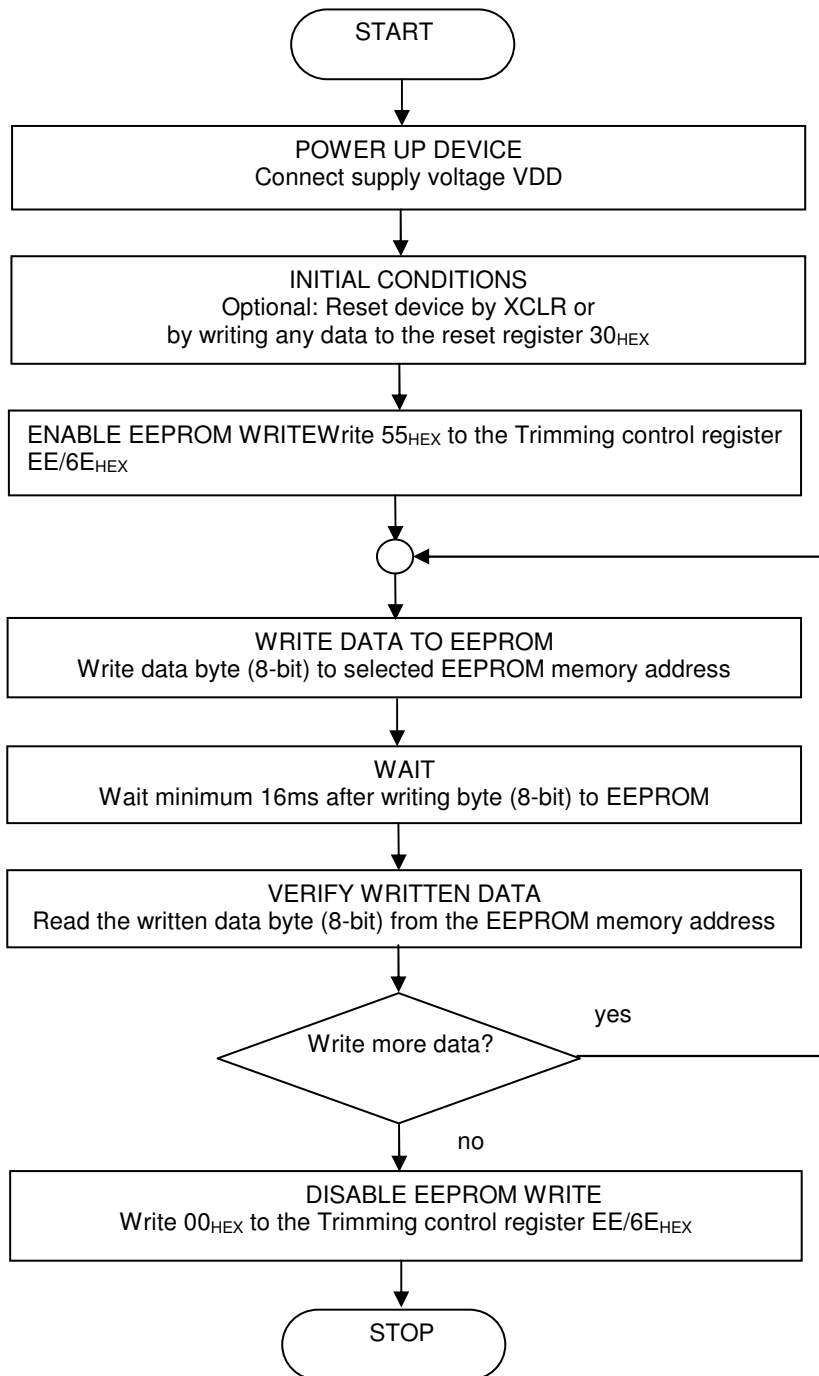 START
POWER UP DEVICE
Connect supply voltage VDD
INITIAL CONDITIONS
Optional: Reset device by XCLR or
by writing any data to the reset register 30HEX
ENABLE EEPROM WRITEWrite 55HEX to the Trimming control register
EE/6EHEX
WRITE DATA TO EEPROM
Write data byte (8-bit) to selected EEPROM memory address
WAIT
Wait minimum 16ms after writing byte (8-bit) to EEPROM
VERIFY WRITTEN DATA
Read the written data byte (8-bit) from the EEPROM memory address
yes
Write more data?
no
DISABLE EEPROM WRITE
Write 00HEX to the Trimming control register EE/6EHEX
STOP